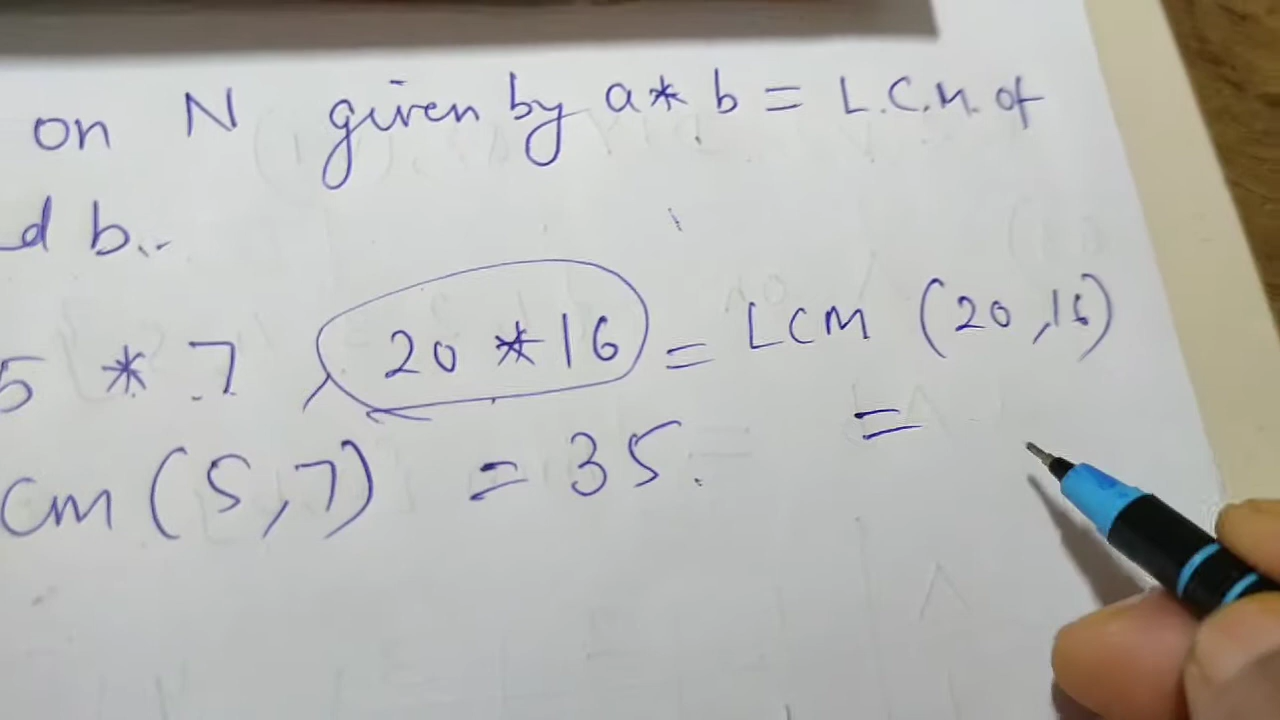 on N given by a * b = L.C.M. of
d b.
5 * 7, 20 * 16 = LCM (20, 16)
cm (5, 7) = 35. =